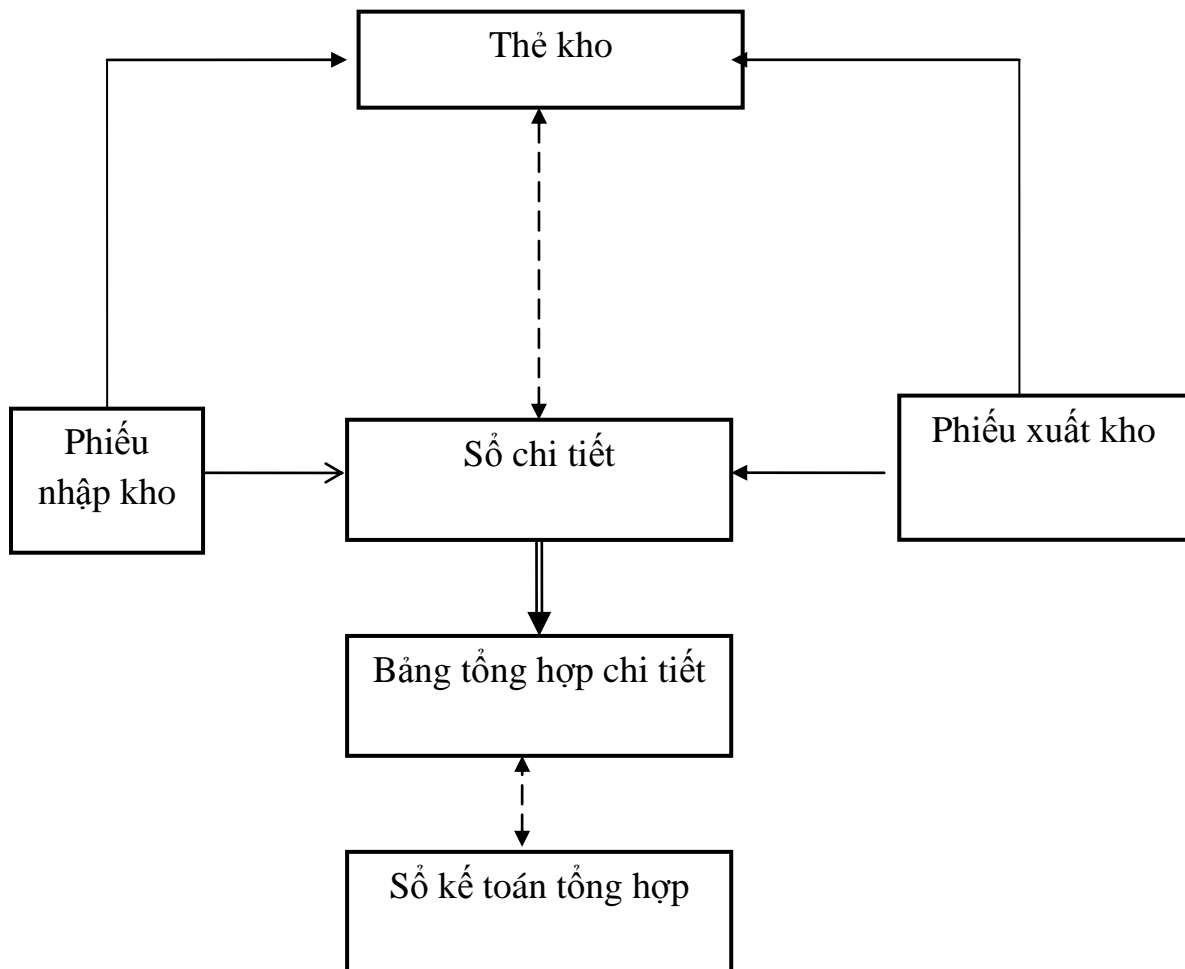 Thẻ kho
Phiếu
nhập kho
Sổ chi tiết
Phiếu xuất kho
Bảng tổng hợp chi tiết
Sổ kế toán tổng hợp